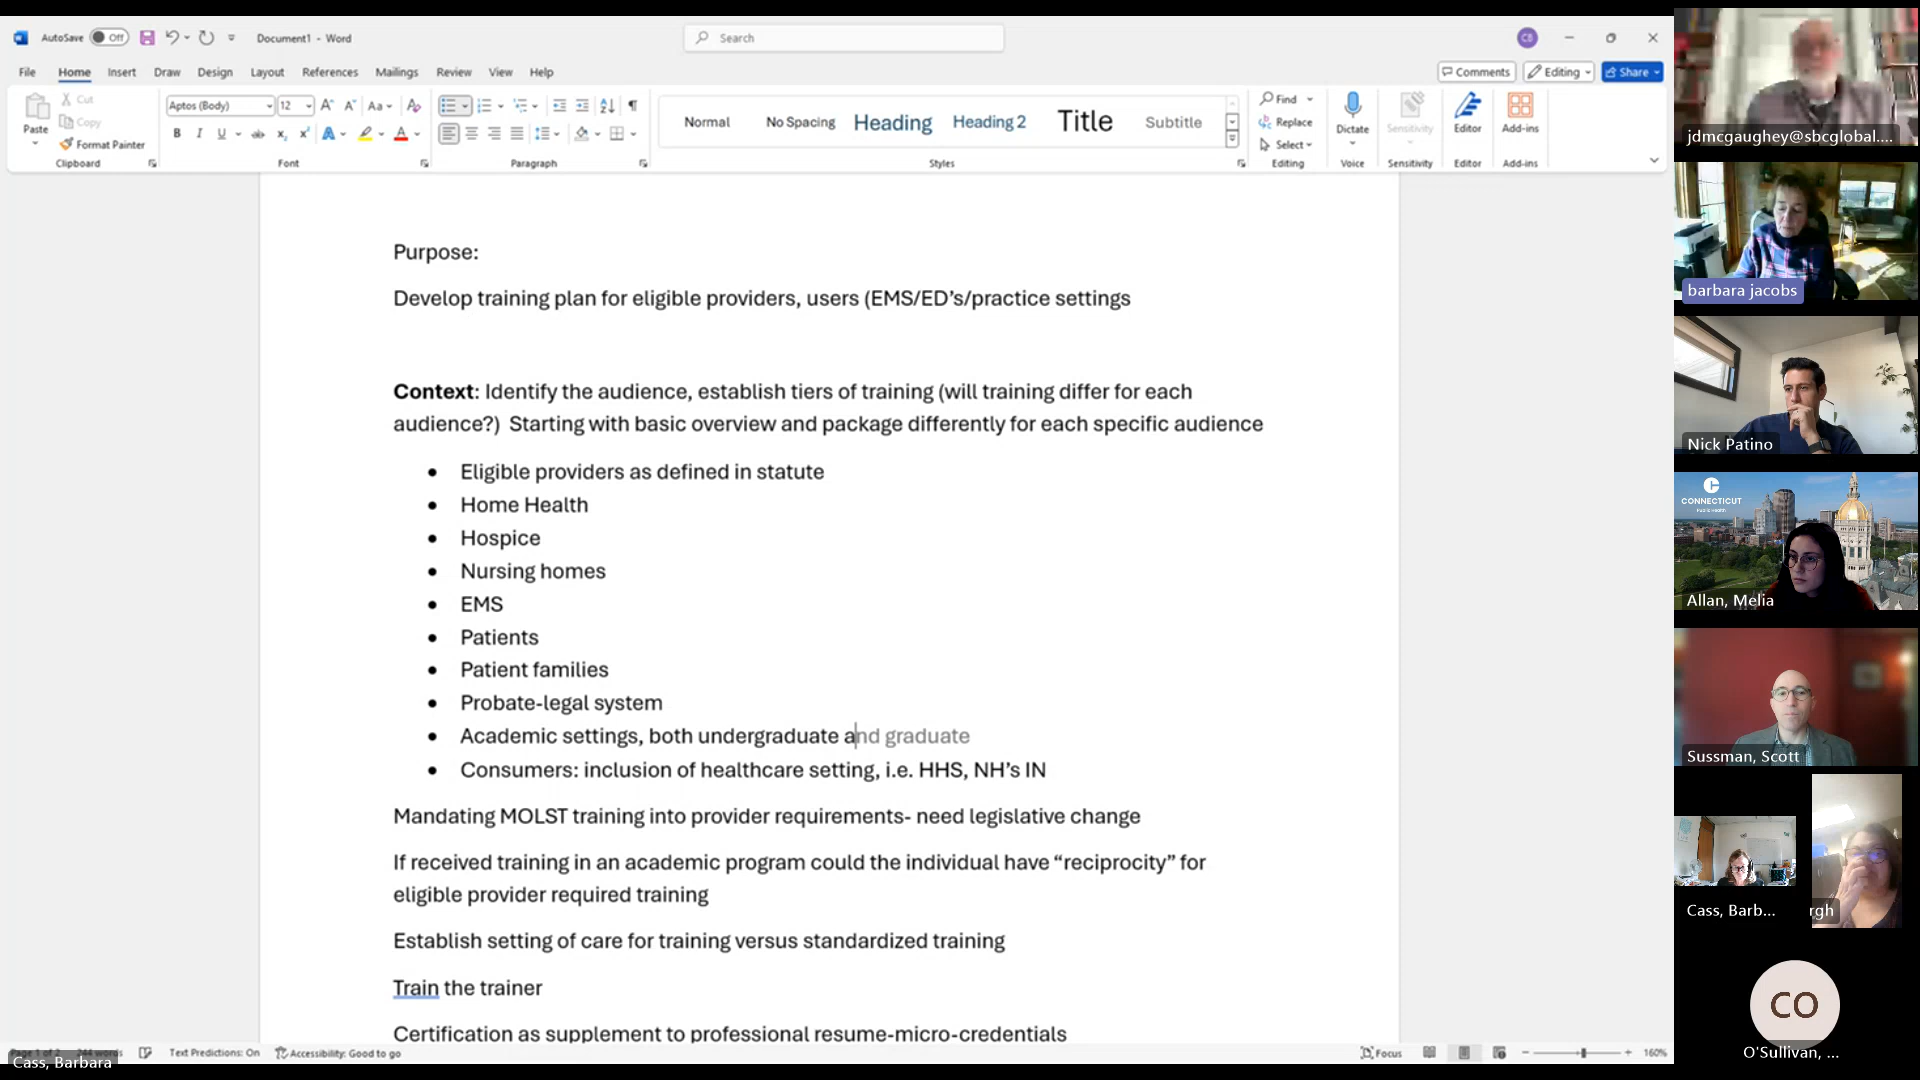 AutoSave Off Document1 - Word Search CB
File Home Insert Draw Design Layout References Mailings Review View Help Comments Editing Share
Paste Cut Copy Format Painter
Aptos (Body) 12
Normal No Spacing Heading Heading 2 Title Subtitle
Find Replace Select
Dictate Sensitivity Editor Add-ins
Clipboard Font Paragraph Styles Editing Voice Sensitivity Editor Add-ins
Purpose:
Develop training plan for eligible providers, users (EMS/ED’s/practice settings
Context: Identify the audience, establish tiers of training (will training differ for each
audience?) Starting with basic overview and package differently for each specific audience
• Eligible providers as defined in statute
• Home Health
• Hospice
• Nursing homes
• EMS
• Patients
• Patient families
• Probate-legal system
• Academic settings, both undergraduate and graduate
• Consumers: inclusion of healthcare setting, i.e. HHS, NH’s IN
Mandating MOLST training into provider requirements- need legislative change
If received training in an academic program could the individual have “reciprocity” for
eligible provider required training
Establish setting of care for training versus standardized training
Train the trainer
Certification as supplement to professional resume-micro-credentials
Page 1 of 2 244 words Text Predictions: On Accessibility: Good to go Focus 160%
Cass, Barbara
jdmcgaughey@sbcglobal....
barbara jacobs
Nick Patino
CONNECTICUT
Public Health
Allan, Melia
Sussman, Scott
Cass, Barb...
rgh
CO
O'Sullivan, ...